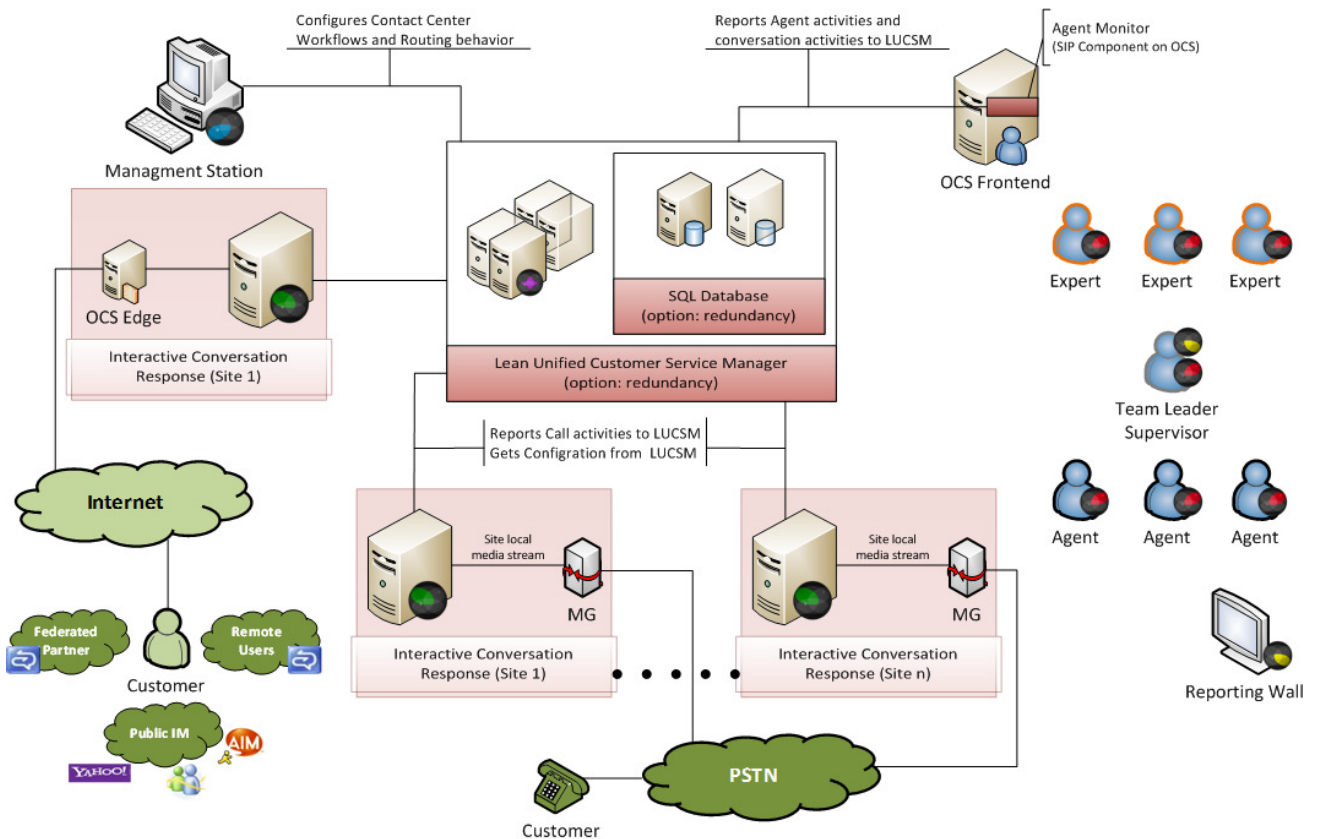 Configures Contact Center
Workflows and Routing behavior
Reports Agent activities and
conversation activities to LUCSM
Agent Monitor
(SIP Component on OCS)
Managment Station
OCS Frontend
OCS Edge
Interactive Conversation
Response (Site 1)
SQL Database
(option: redundancy)
Lean Unified Customer Service Manager
(option: redundancy)
Expert
Expert
Expert
Team Leader
Supervisor
Agent
Agent
Agent
Reports Call activities to LUCSM
Gets Configration from LUCSM
Internet
Site local
media stream
MG
Interactive Conversation
Response (Site 1)
Site local
media stream
MG
Interactive Conversation
Response (Site n)
Federated
Partner
Remote
Users
Customer
Public IM
AIM
YAHOO!
Reporting Wall
PSTN
Customer